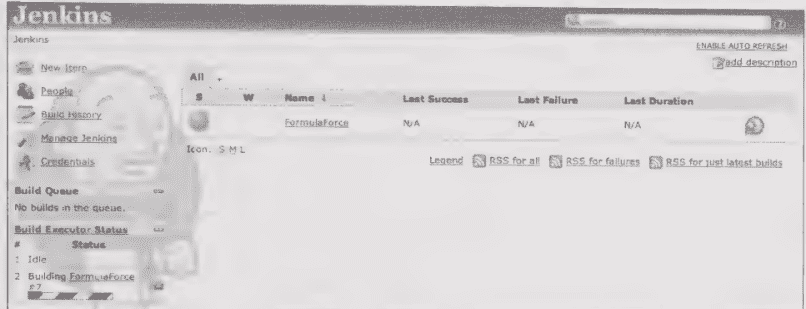 Jenkins
Jenkins
ENABLE AUTO REFRESH
add description
New Item
People
Build History
Manage Jenkins
Credentials
All +
S W Name ↓ Last Success Last Failure Last Duration
FormulaForce N/A N/A N/A
Icon: S M L
Legend RSS for all RSS for failures RSS for just latest builds
Build Queue
No builds in the queue.
Build Executor Status
# Status
1 Idle
2 Building FormulaForce
#7